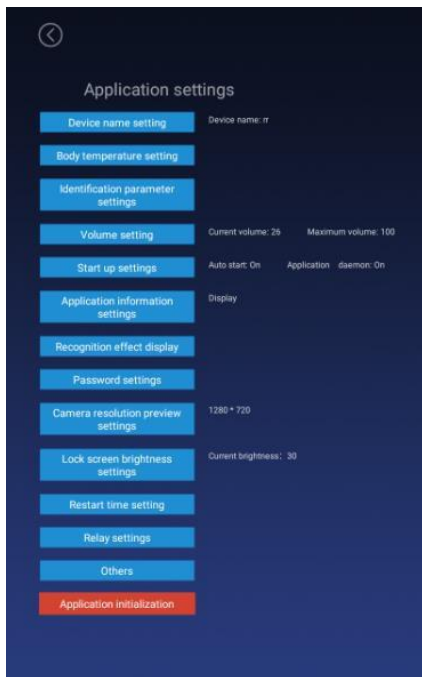 Application settings
Device name setting Device name: rr
Body temperature setting
Identification parameter
settings
Volume setting Current volume: 26 Maximum volume: 100
Start up settings Auto start: On Application daemon: On
Application information Display
settings
Recognition effect display
Password settings
Camera resolution preview 1280 * 720
settings
Lock screen brightness Current brightness: 30
settings
Restart time setting
Relay settings
Others
Application initialization